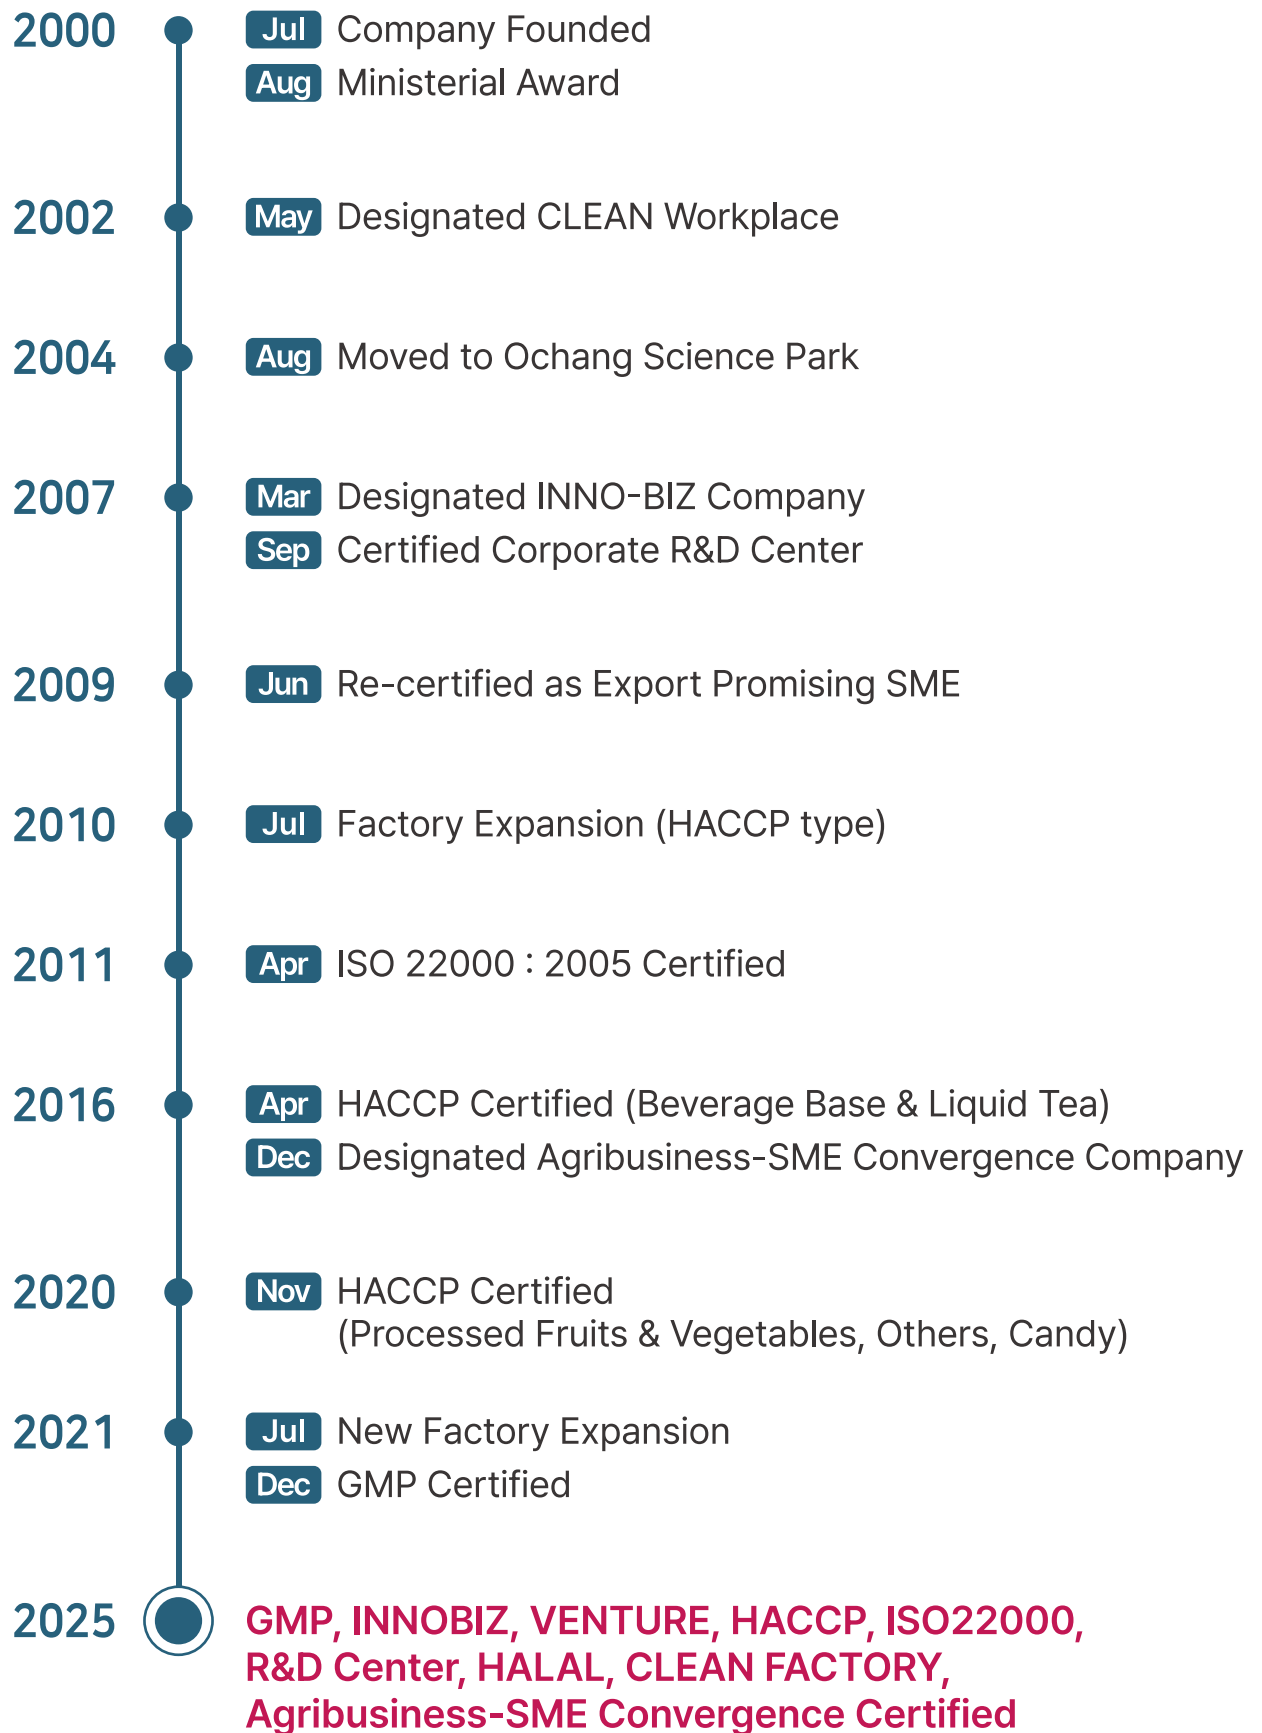 2000 Jul Company Founded
Aug Ministerial Award
2002 May Designated CLEAN Workplace
2004 Aug Moved to Ochang Science Park
2007 Mar Designated INNO-BIZ Company
Sep Certified Corporate R&D Center
2009 Jun Re-certified as Export Promising SME
2010 Jul Factory Expansion (HACCP type)
2011 Apr ISO 22000 : 2005 Certified
2016 Apr HACCP Certified (Beverage Base & Liquid Tea)
Dec Designated Agribusiness-SME Convergence Company
2020 Nov HACCP Certified
(Processed Fruits & Vegetables, Others, Candy)
2021 Jul New Factory Expansion
Dec GMP Certified
2025 GMP, INNOBIZ, VENTURE, HACCP, ISO22000,
R&D Center, HALAL, CLEAN FACTORY,
Agribusiness-SME Convergence Certified